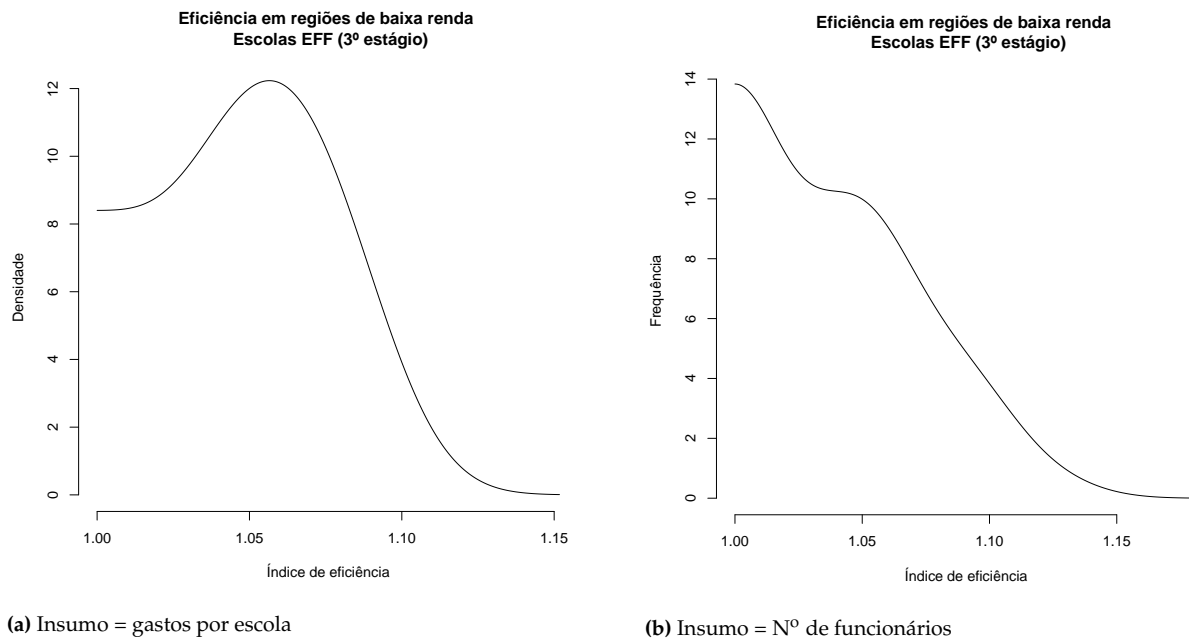 Eficiência em regiões de baixa renda
Escolas EFF (3º estágio)
Densidade
12
10
8
6
4
2
0
1.00 1.05 1.10 1.15
Índice de eficiência
(a) Insumo = gastos por escola
Eficiência em regiões de baixa renda
Escolas EFF (3º estágio)
Frequência
14
12
10
8
6
4
2
0
1.00 1.05 1.10 1.15
Índice de eficiência
(b) Insumo = Nº de funcionários